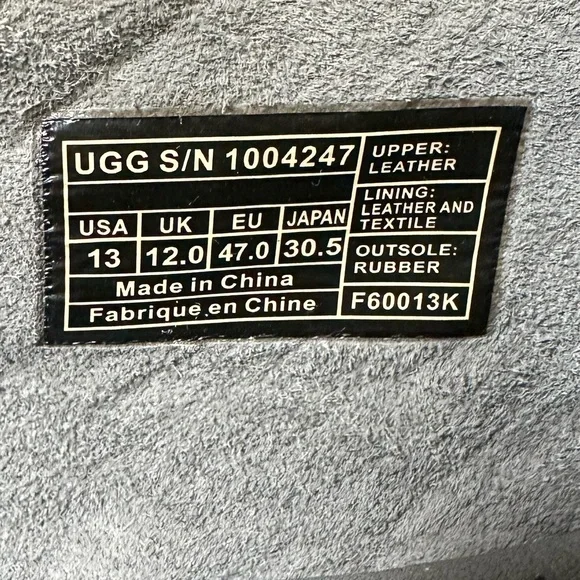 UGG S/N 1004247
USA UK EU JAPAN
13 12.0 47.0 30.5
Made in China
Fabrique en Chine
UPPER:
LEATHER
LINING:
LEATHER AND
TEXTILE
OUTSOLE:
RUBBER
F60013K